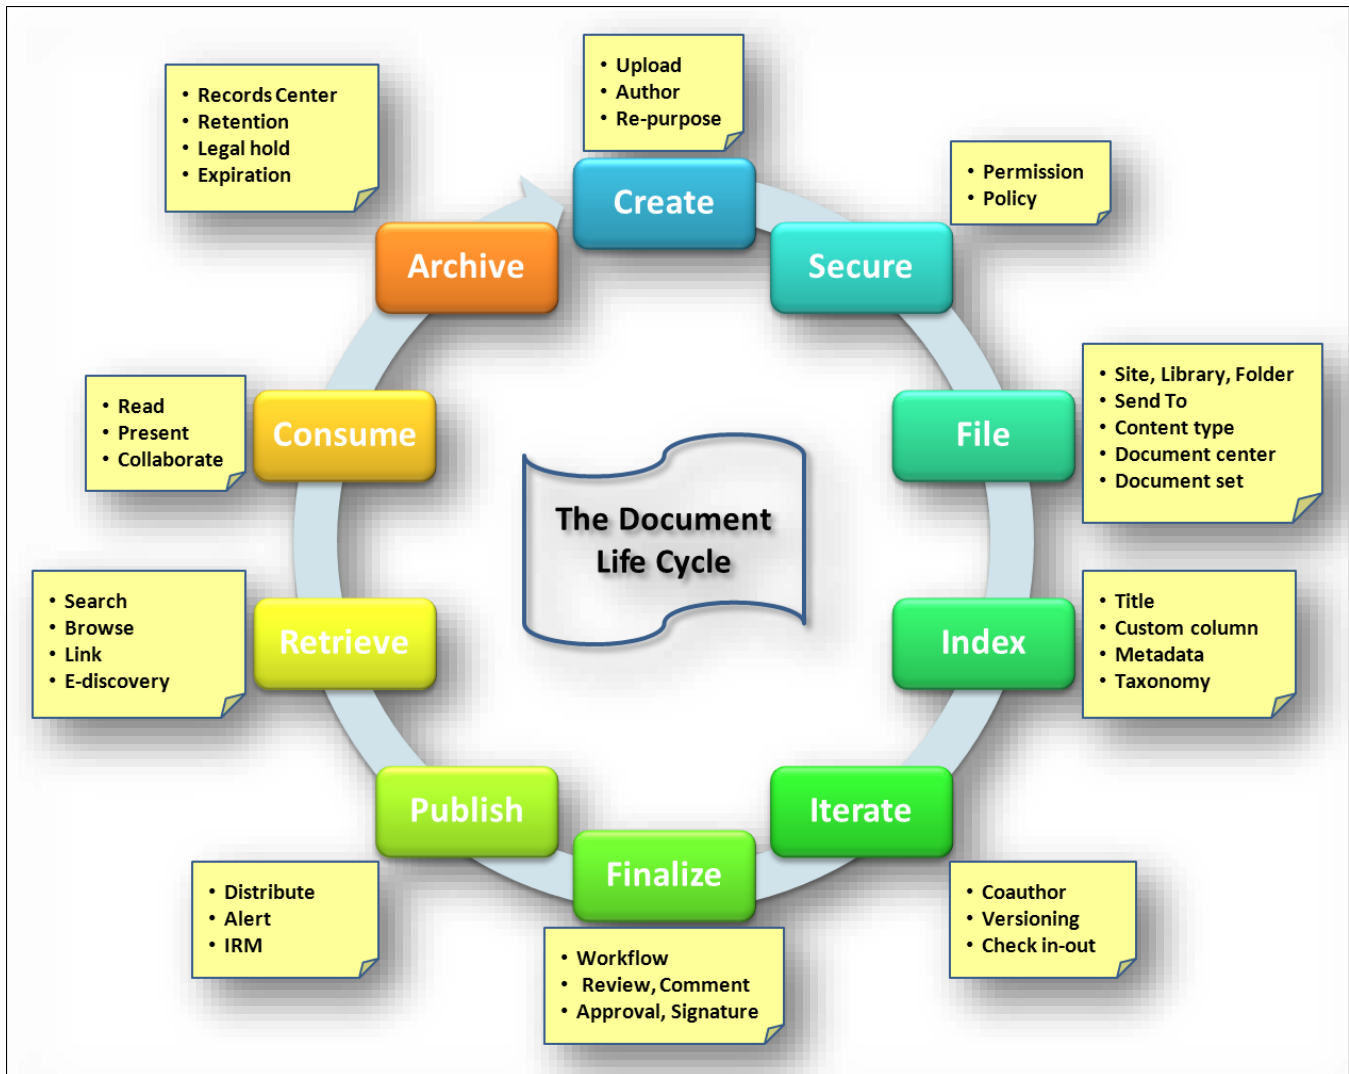 • Upload
• Author
• Re-purpose
Create
• Permission
• Policy
Secure
• Site, Library, Folder
• Send To
• Content type
• Document center
• Document set
File
• Title
• Custom column
• Metadata
• Taxonomy
Index
Iterate
• Coauthor
• Versioning
• Check in-out
Finalize
• Workflow
• Review, Comment
• Approval, Signature
Publish
• Distribute
• Alert
• IRM
• Search
• Browse
• Link
• E-discovery
Retrieve
• Read
• Present
• Collaborate
Consume
• Records Center
• Retention
• Legal hold
• Expiration
Archive
The Document
Life Cycle